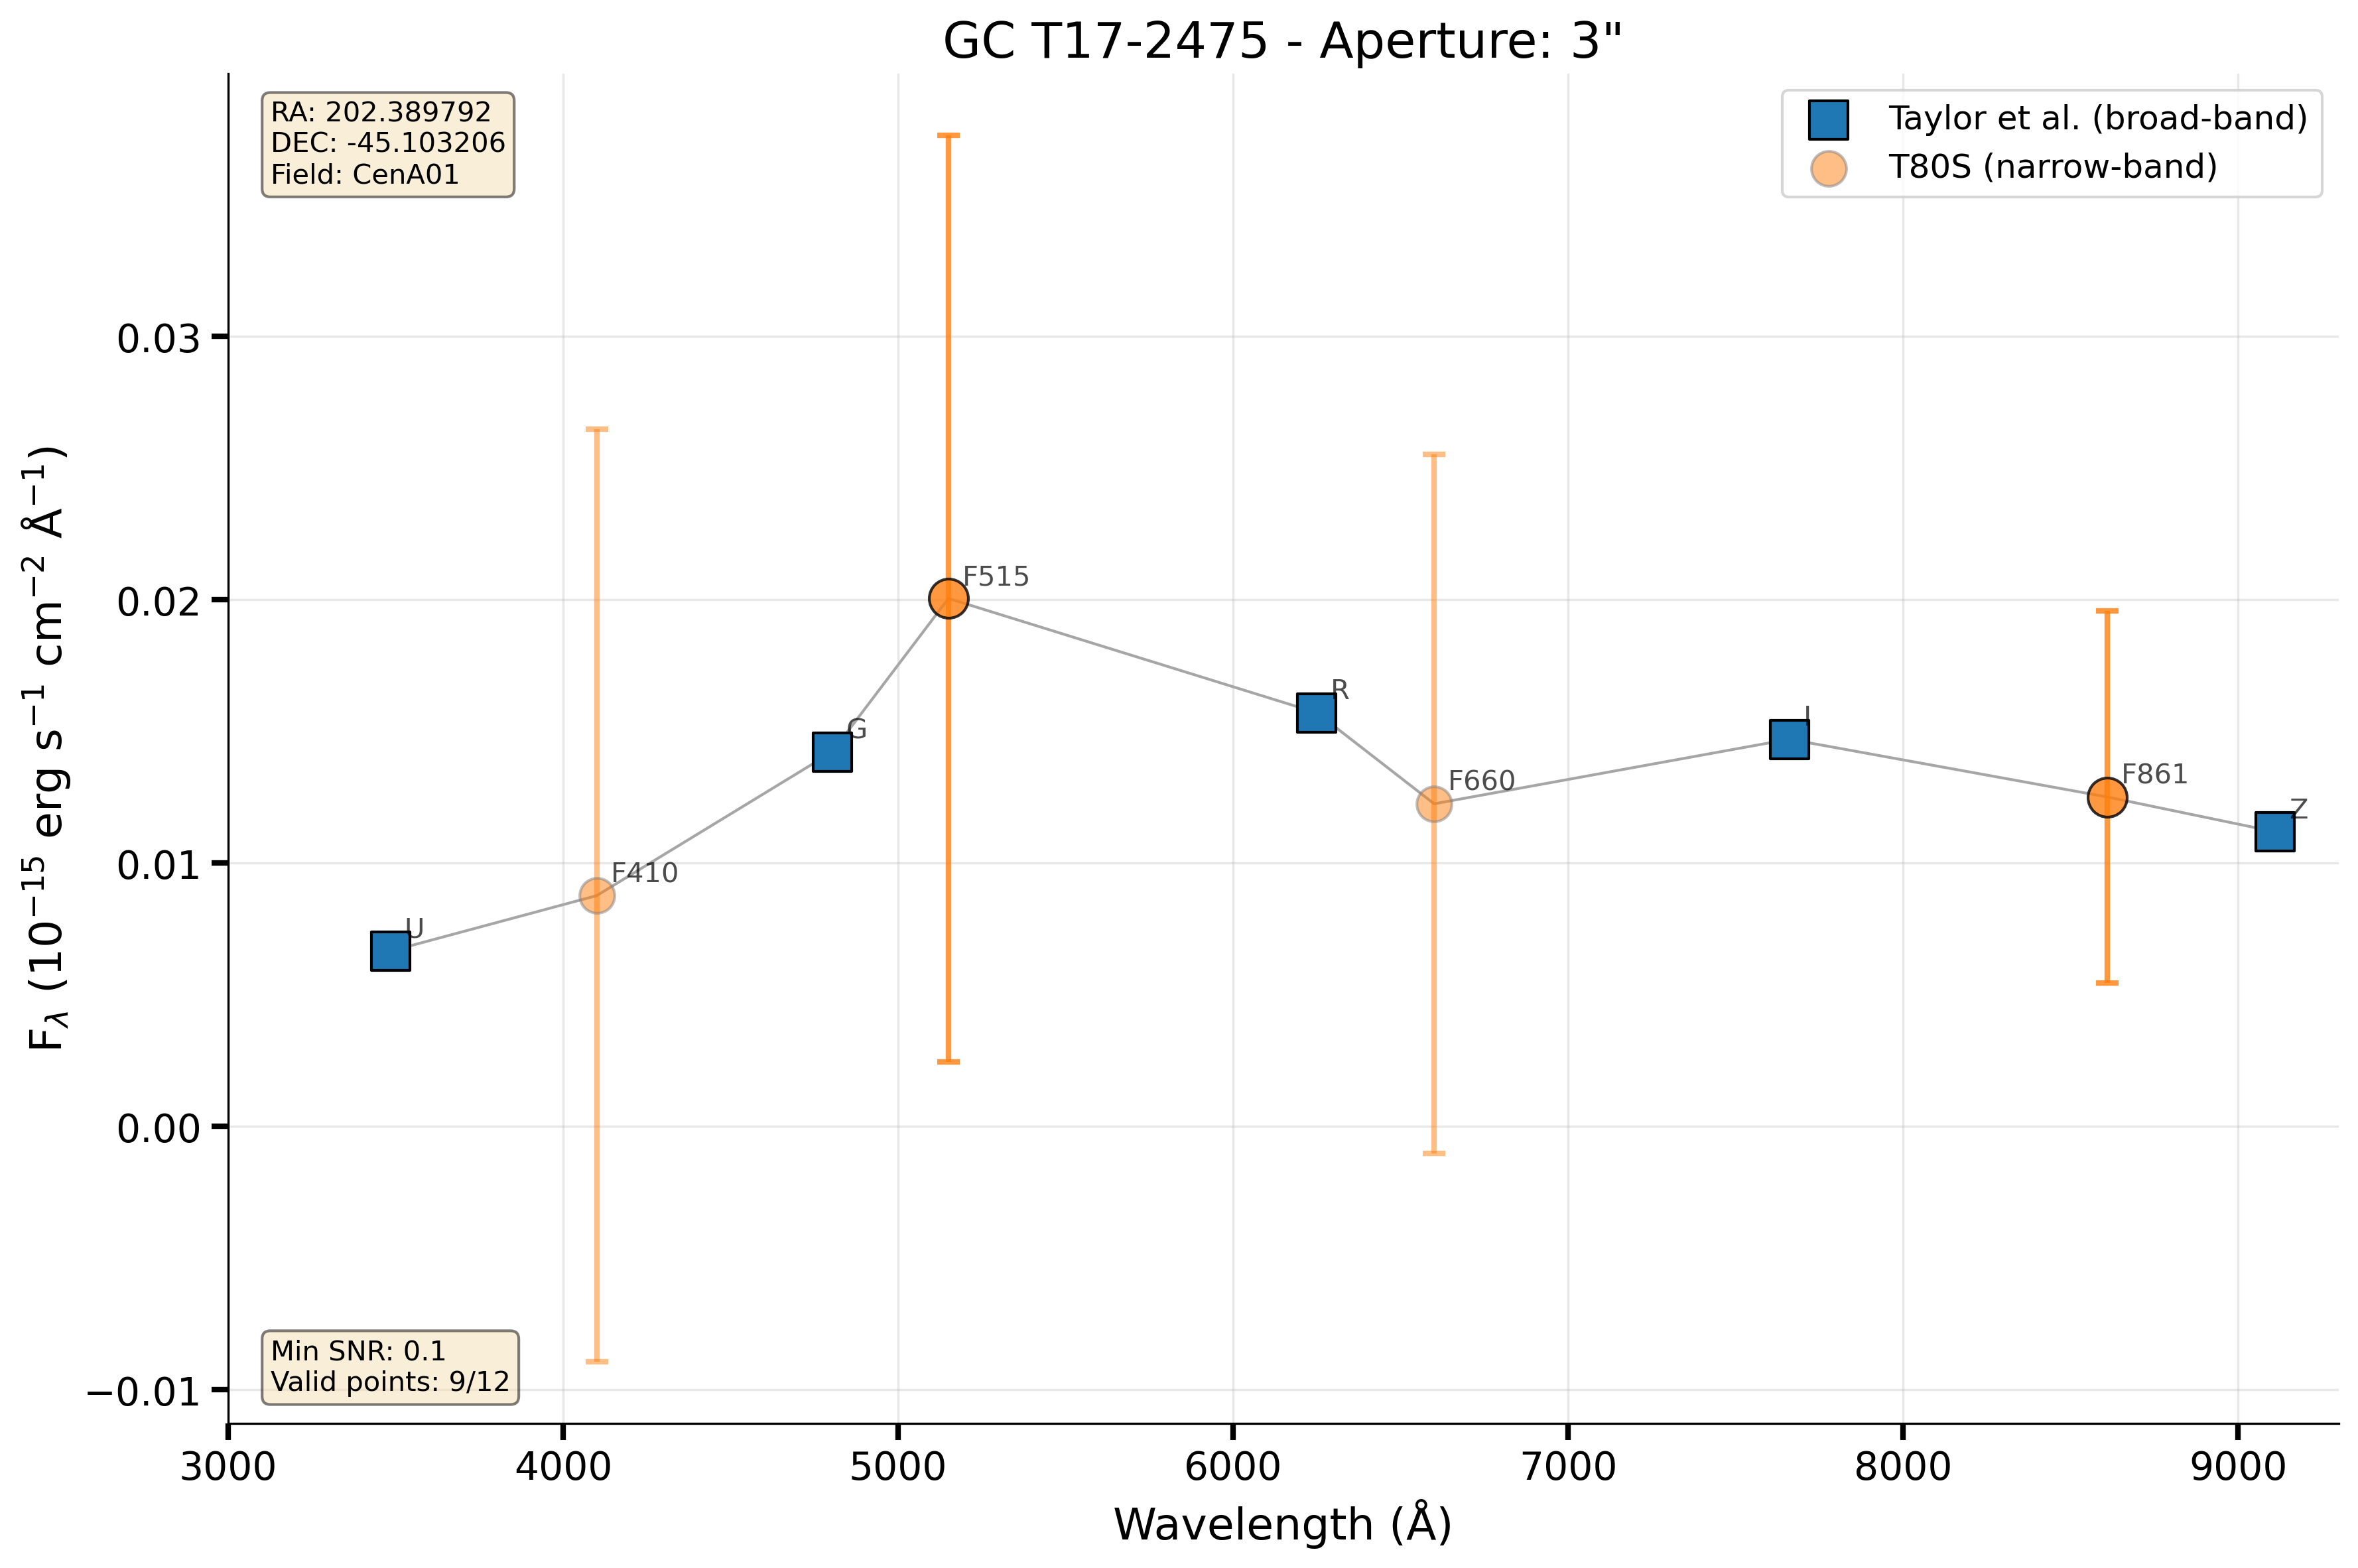 GC T17-2475 - Aperture: 3"
RA: 202.389792
DEC: -45.103206
Field: CenA01
Taylor et al. (broad-band)
T80S (narrow-band)
F515
R
G
I
F660
F861
Z
F410
U
0.03
0.02
0.01
0.00
−0.01
F_λ (10⁻¹⁵ erg s⁻¹ cm⁻² Å⁻¹)
Min SNR: 0.1
Valid points: 9/12
3000 4000 5000 6000 7000 8000 9000
Wavelength (Å)